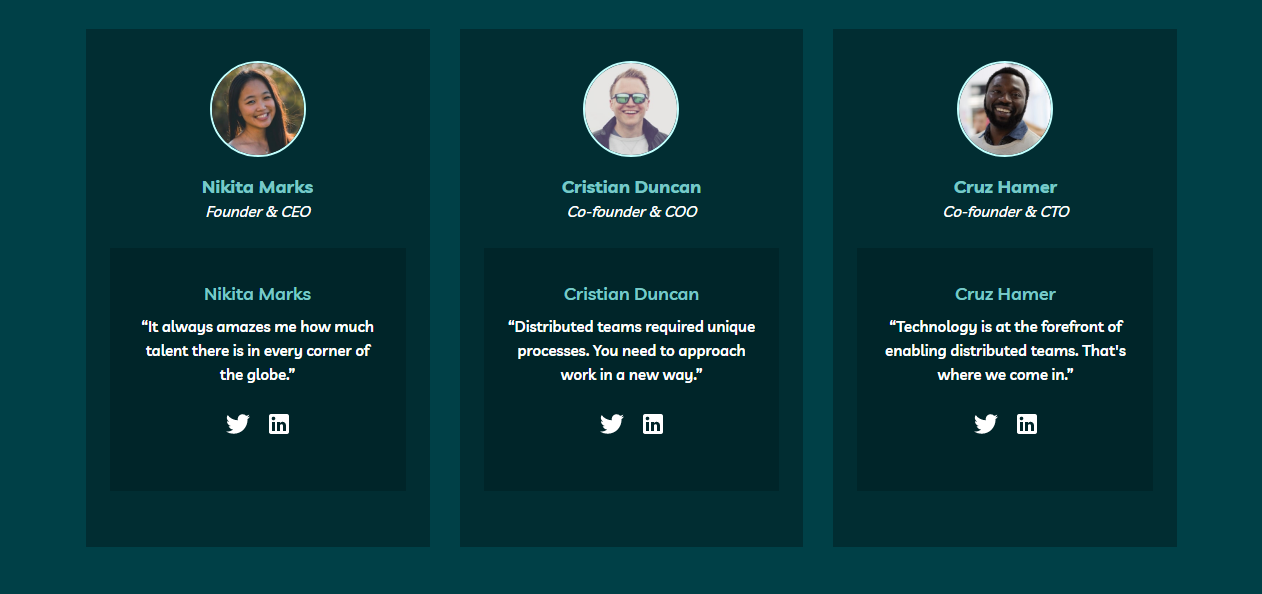 Nikita Marks
Founder & CEO
Nikita Marks
“It always amazes me how much
talent there is in every corner of
the globe.”
Cristian Duncan
Co-founder & COO
Cristian Duncan
“Distributed teams required unique
processes. You need to approach
work in a new way.”
Cruz Hamer
Co-founder & CTO
Cruz Hamer
“Technology is at the forefront of
enabling distributed teams. That's
where we come in.”